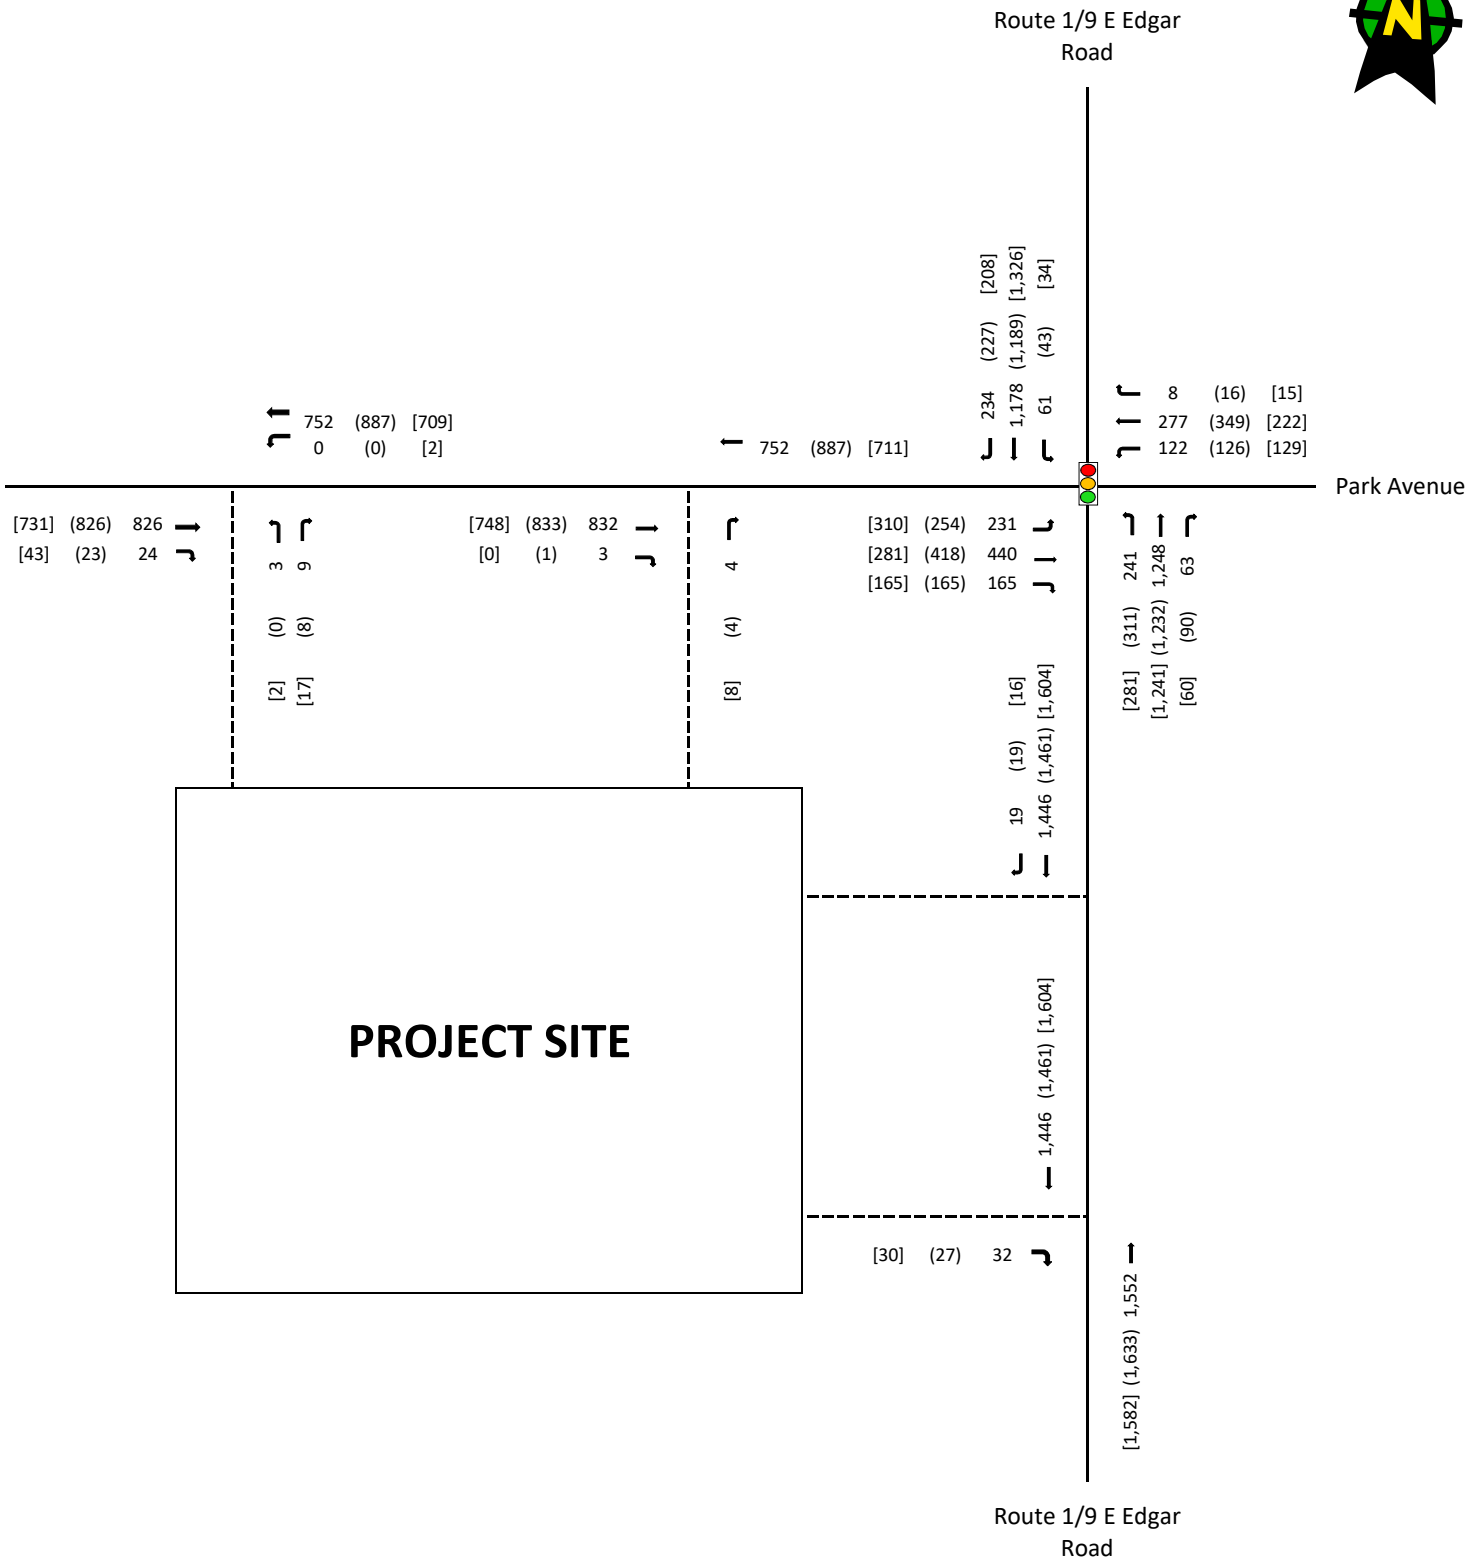 Route 1/9 E Edgar
Road
N
[208] [1,326] [34]
(227) (1,189) (43)
234 1,178 61
8 (16) [15]
277 (349) [222]
122 (126) [129]
752 (887) [709]
0 (0) [2]
752 (887) [711]
Park Avenue
[731] (826) 826
[43] (23) 24
3 9
(0) (8)
[2] [17]
[748] (833) 832
[0] (1) 3
4
(4)
[8]
[310] (254) 231
[281] (418) 440
[165] (165) 165
241 1,248 63
(311) (1,232) (90)
[281] [1,241] [60]
[16] [1,604]
(19) (1,461)
19 1,446
PROJECT SITE
1,446 (1,461) [1,604]
[30] (27) 32
[1,582] (1,633) 1,552
Route 1/9 E Edgar
Road